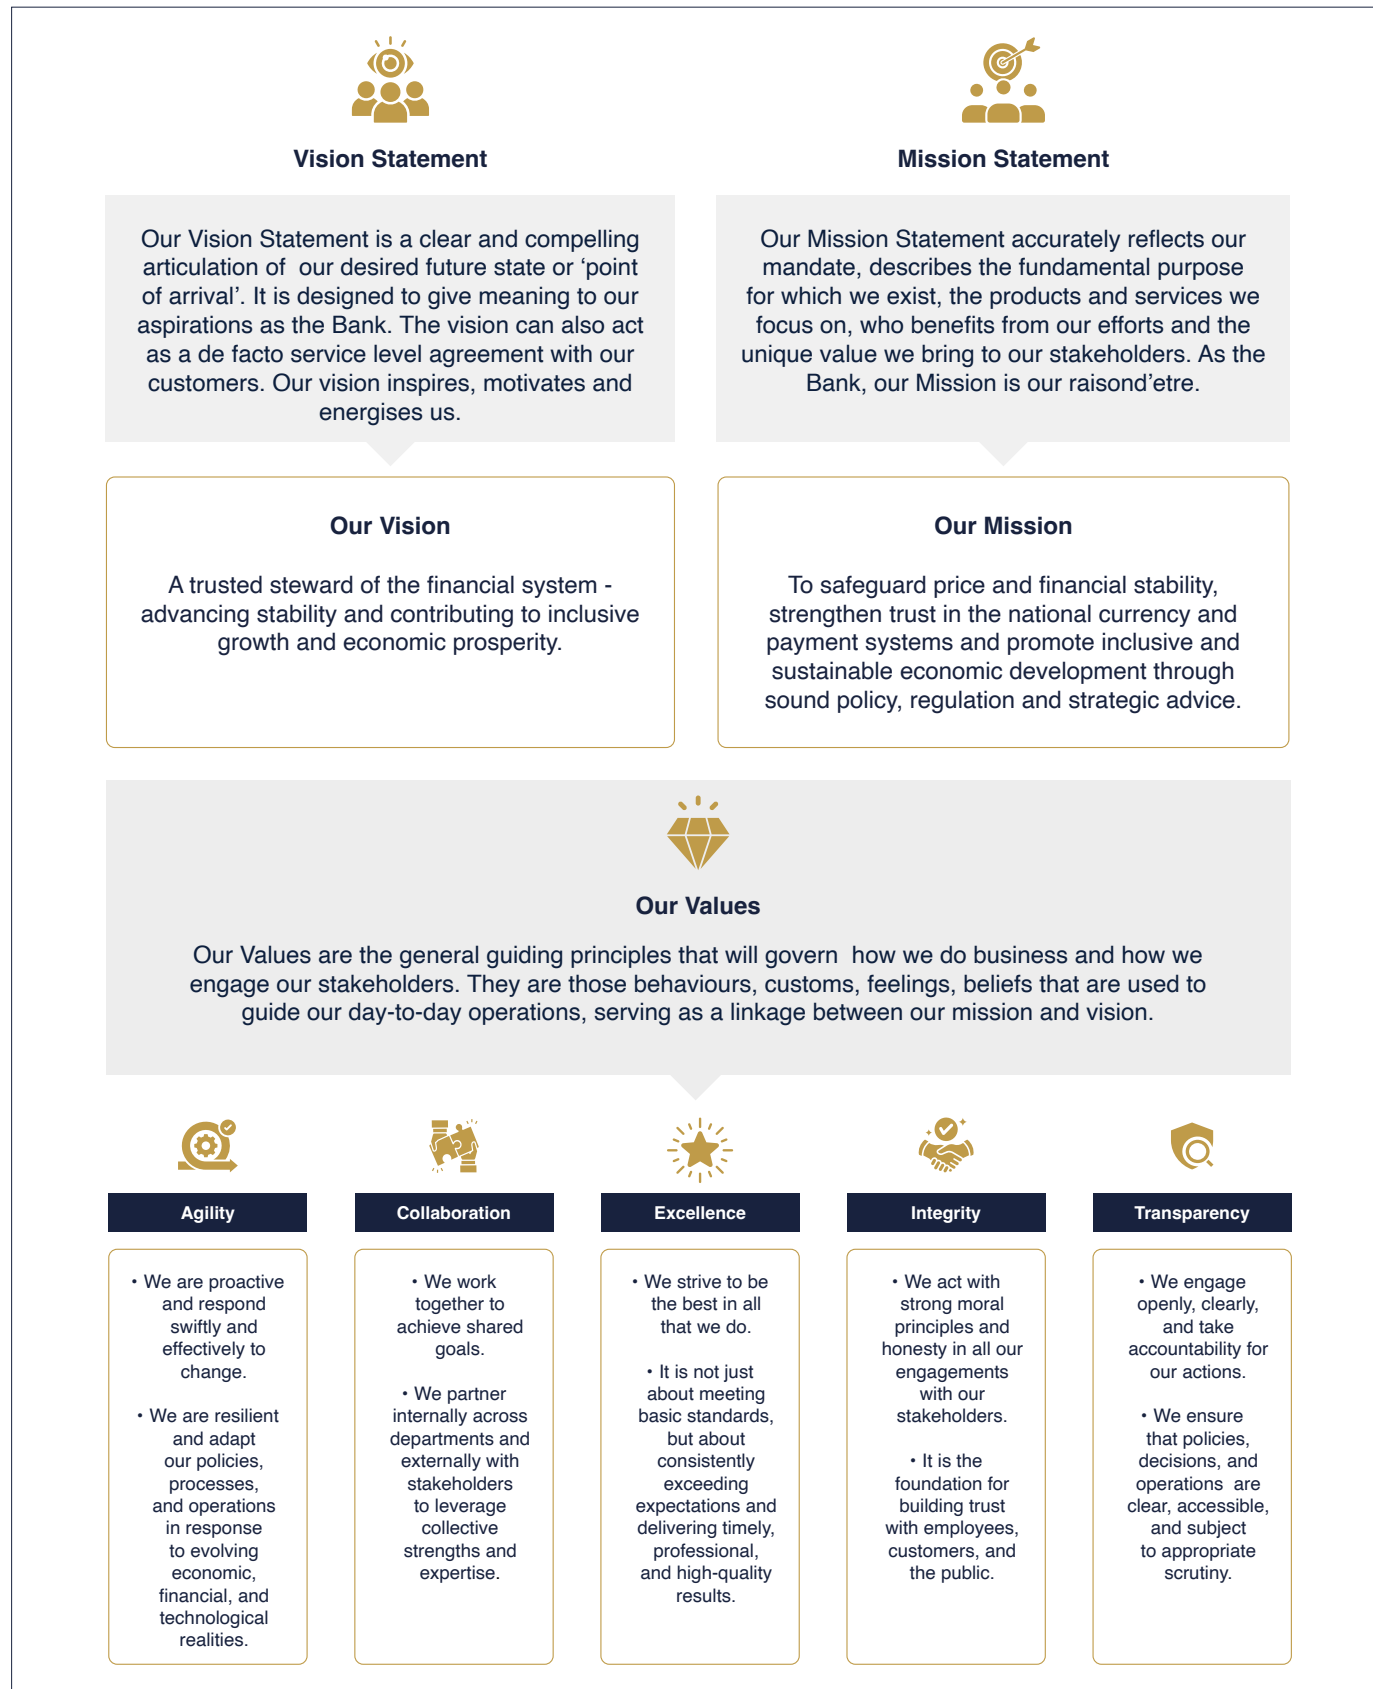 Vision Statement
Our Vision Statement is a clear and compelling
articulation of  our desired future state or ‘point
of arrival’. It is designed to give meaning to our
aspirations as the Bank. The vision can also act
as a de facto service level agreement with our
customers. Our vision inspires, motivates and
energises us.
Our Vision
A trusted steward of the financial system -
advancing stability and contributing to inclusive
growth and economic prosperity.
Mission Statement
Our Mission Statement accurately reflects our
mandate, describes the fundamental purpose
for which we exist, the products and services we
focus on, who benefits from our efforts and the
unique value we bring to our stakeholders. As the
Bank, our Mission is our raisond’etre.
Our Mission
To safeguard price and financial stability,
strengthen trust in the national currency and
payment systems and promote inclusive and
sustainable economic development through
sound policy, regulation and strategic advice.
Our Values
Our Values are the general guiding principles that will govern  how we do business and how we
engage our stakeholders. They are those behaviours, customs, feelings, beliefs that are used to
guide our day-to-day operations, serving as a linkage between our mission and vision.
Agility
• We are proactive
and respond
swiftly and
effectively to
change.
• We are resilient
and adapt
our policies,
processes,
and operations
in response
to evolving
economic,
financial, and
technological
realities.
Collaboration
• We work
together to
achieve shared
goals.
• We partner
internally across
departments and
externally with
stakeholders
to leverage
collective
strengths and
expertise.
Excellence
• We strive to be
the best in all
that we do.
• It is not just
about meeting
basic standards,
but about
consistently
exceeding
expectations and
delivering timely,
professional,
and high-quality
results.
Integrity
• We act with
strong moral
principles and
honesty in all our
engagements
with our
stakeholders.
• It is the
foundation for
building trust
with employees,
customers, and
the public.
Transparency
• We engage
openly, clearly,
and take
accountability for
our actions.
• We ensure
that policies,
decisions, and
operations  are
clear, accessible,
and subject
to appropriate
scrutiny.